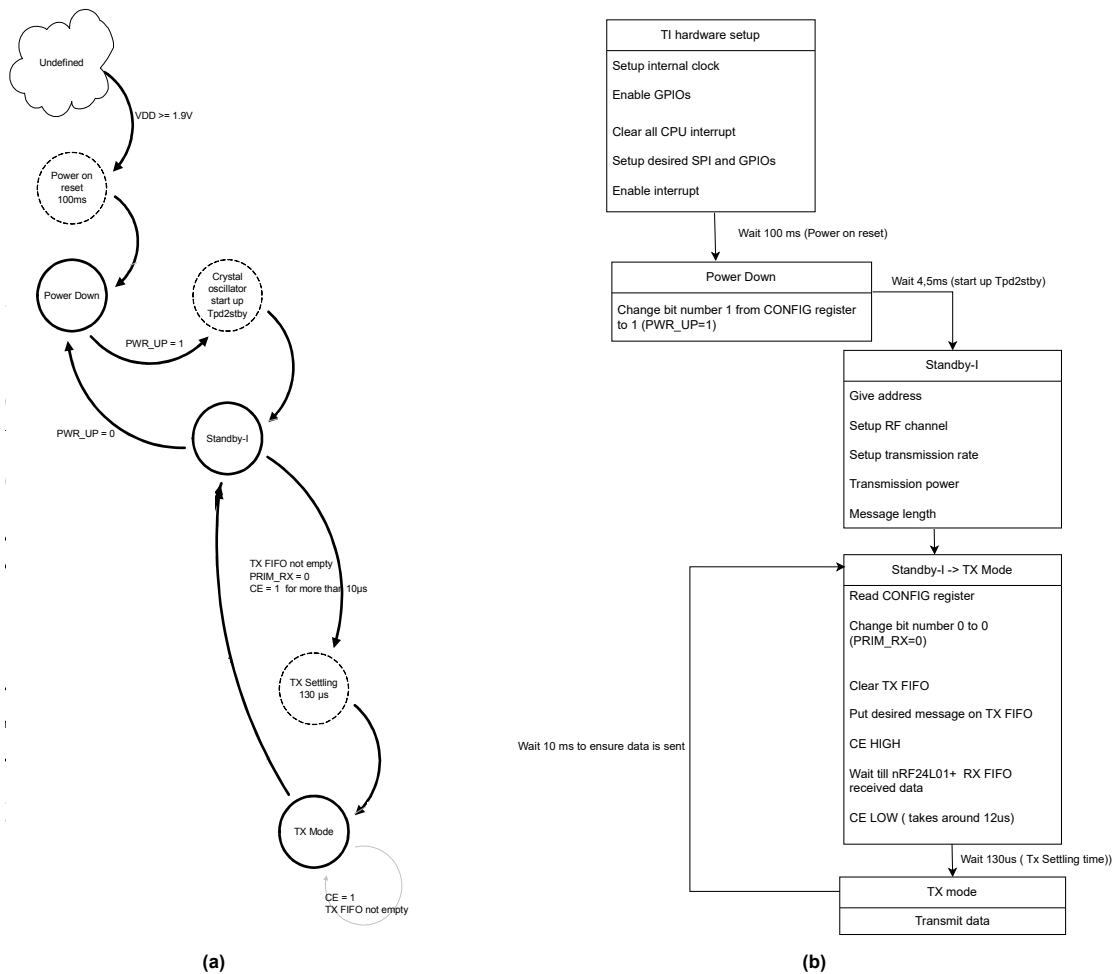 Undefined
VDD >= 1.9V
Power on
reset
100ms
Power Down
Crystal
oscillator
start up
Tpd2stby
PWR_UP = 1
PWR_UP = 0
Standby-I
TX FIFO not empty
PRIM_RX = 0
CE = 1 for more than 10µs
TX Settling
130 µs
TX Mode
CE = 1
TX FIFO not empty
(a)
TI hardware setup
Setup internal clock
Enable GPIOs
Clear all CPU interrupt
Setup desired SPI and GPIOs
Enable interrupt
Wait 100 ms (Power on reset)
Power Down
Change bit number 1 from CONFIG register
to 1 (PWR_UP=1)
Wait 4,5ms (start up Tpd2stby)
Standby-I
Give address
Setup RF channel
Setup transmission rate
Transmission power
Message length
Standby-I -> TX Mode
Read CONFIG register
Change bit number 0 to 0
(PRIM_RX=0)
Clear TX FIFO
Put desired message on TX FIFO
CE HIGH
Wait till nRF24L01+ RX FIFO
received data
CE LOW ( takes around 12us)
Wait 10 ms to ensure data is sent
Wait 130us ( Tx Settling time))
TX mode
Transmit data
(b)